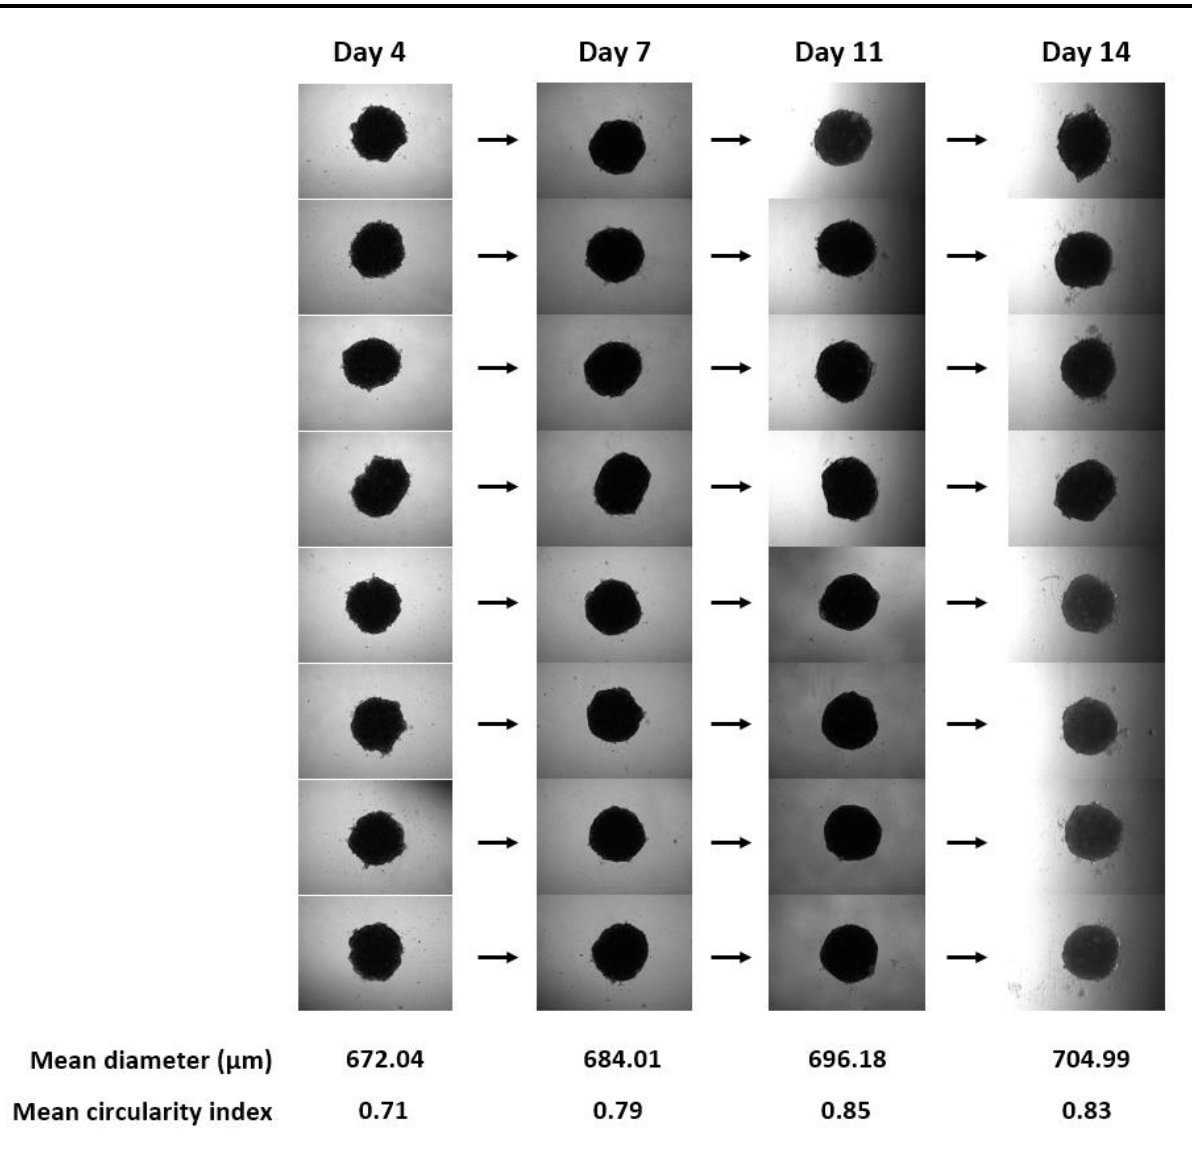 Day 4 Day 7 Day 11 Day 14
Mean diameter (µm) 672.04 684.01 696.18 704.99
Mean circularity index 0.71 0.79 0.85 0.83